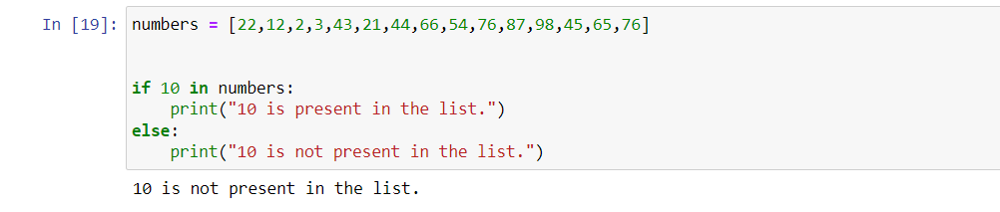 In [19]: numbers = [22,12,2,3,43,21,44,66,54,76,87,98,45,65,76]
if 10 in numbers:
    print("10 is present in the list.")
else:
    print("10 is not present in the list.")
10 is not present in the list.